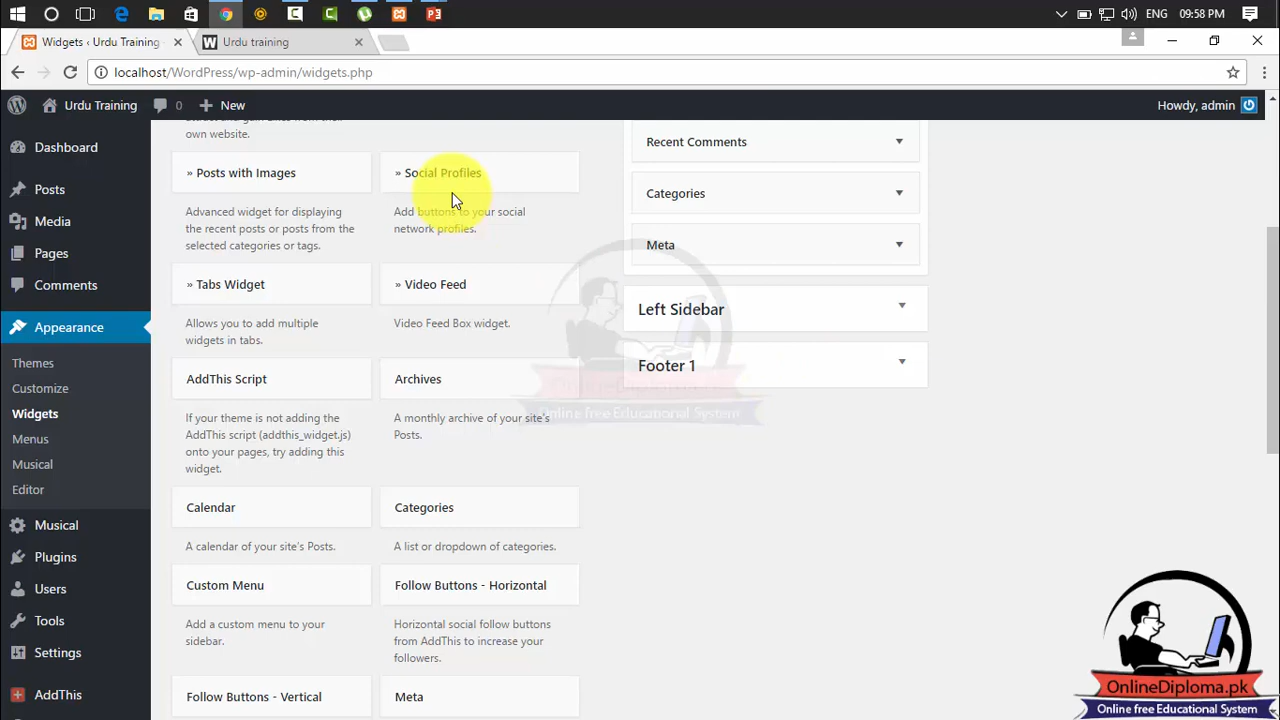 ENG 09:58 PM
Widgets ‹ Urdu Training
Urdu training
localhost/WordPress/wp-admin/widgets.php
Urdu Training 0 New
Howdy, admin
Dashboard
Posts
Media
Pages
Comments
Appearance
Themes
Customize
Widgets
Menus
Musical
Editor
Musical
Plugins
Users
Tools
Settings
AddThis
own website.
» Posts with Images
Advanced widget for displaying
the recent posts or posts from the
selected categories or tags.
» Social Profiles
Add buttons to your social
network profiles.
» Tabs Widget
Allows you to add multiple
widgets in tabs.
» Video Feed
Video Feed Box widget.
AddThis Script
If your theme is not adding the
AddThis script (addthis_widget.js)
onto your pages, try adding this
widget.
Archives
A monthly archive of your site's
Posts.
Calendar
A calendar of your site's Posts.
Categories
A list or dropdown of categories.
Custom Menu
Add a custom menu to your
sidebar.
Follow Buttons - Horizontal
Horizontal social follow buttons
from AddThis to increase your
followers.
Follow Buttons - Vertical
Meta
Recent Comments
Categories
Meta
Left Sidebar
Footer 1
Online free Educational System
OnlineDiploma.pk
Online free Educational System